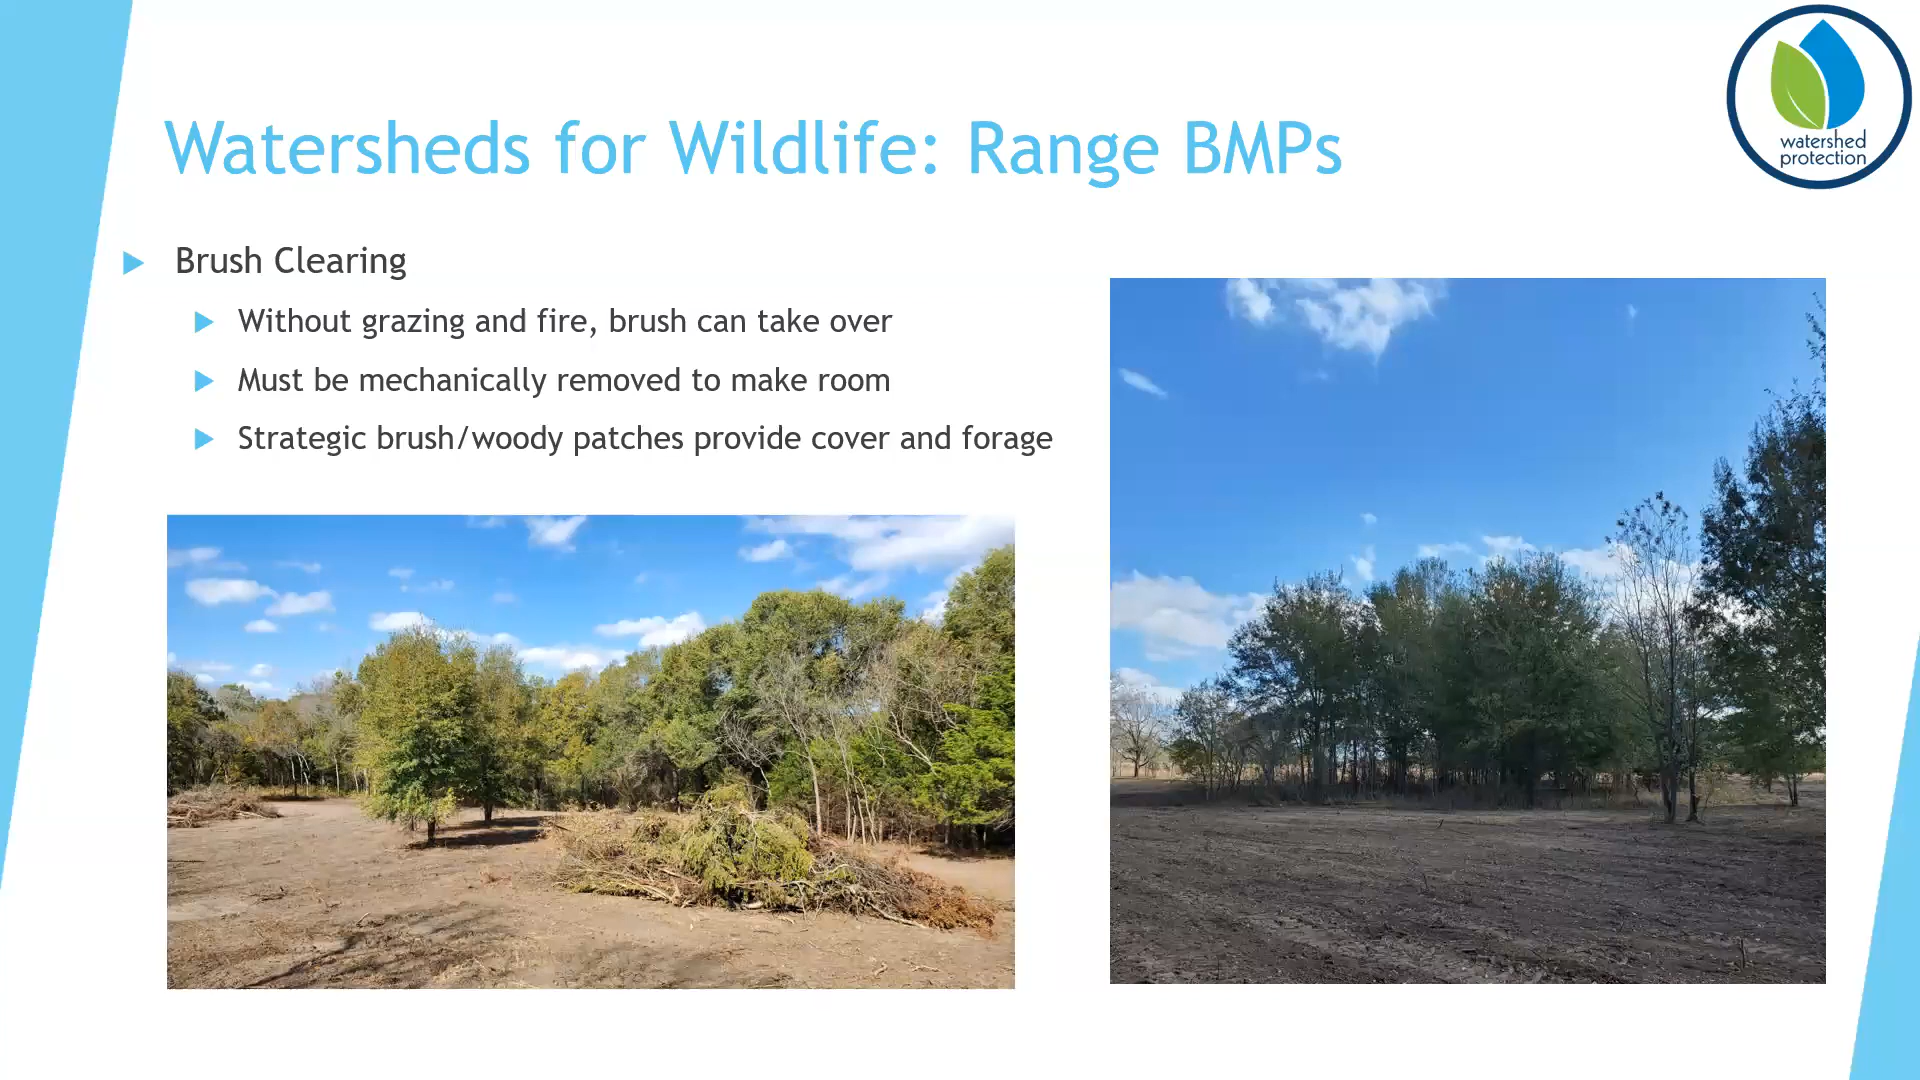 watershed
protection
Watersheds for Wildlife: Range BMPs
Brush Clearing
Without grazing and fire, brush can take over
Must be mechanically removed to make room
Strategic brush/woody patches provide cover and forage